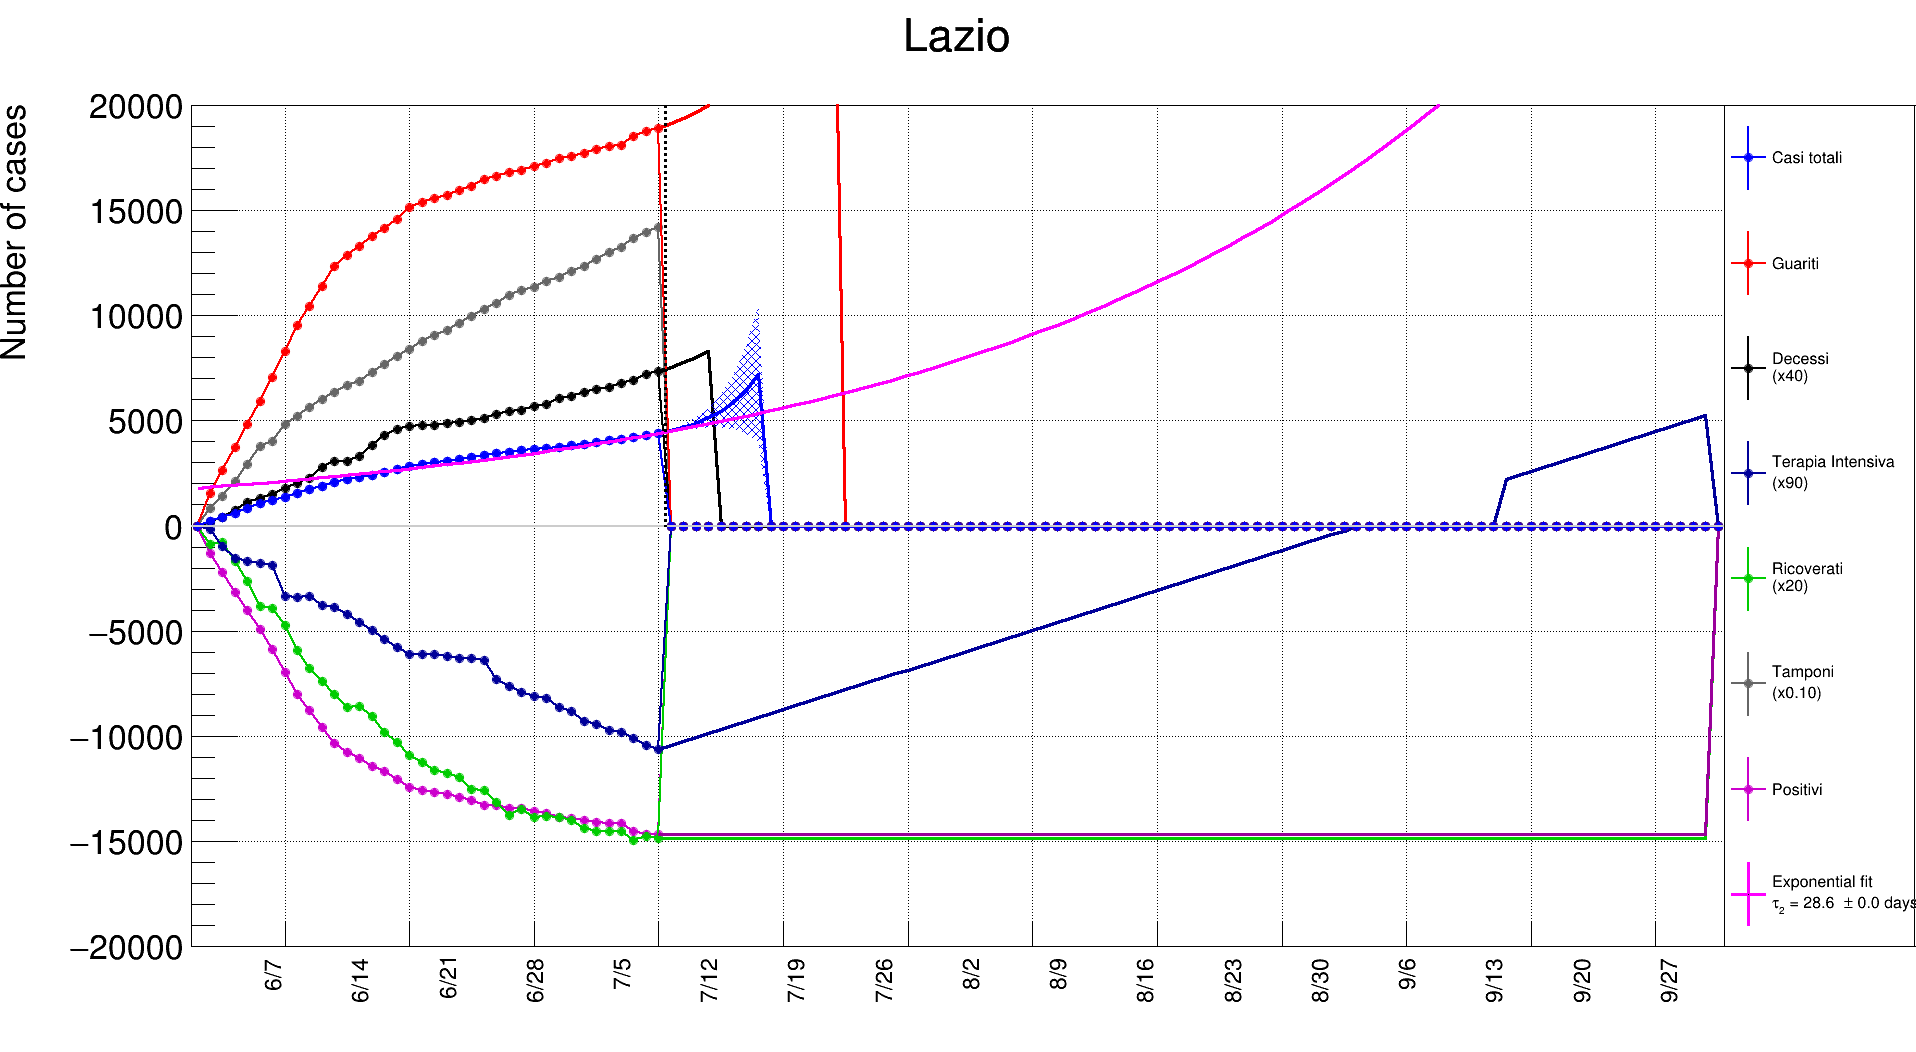 Lazio
Number of cases
20000
15000
10000
5000
0
−5000
−10000
−15000
−20000
6/7
6/14
6/21
6/28
7/5
7/12
7/19
7/26
8/2
8/9
8/16
8/23
8/30
9/6
9/13
9/20
9/27
Casi totali
Guariti
Decessi
(x40)
Terapia Intensiva
(x90)
Ricoverati
(x20)
Tamponi
(x0.10)
Positivi
Exponential fit
τ2 = 28.6 ± 0.0 days